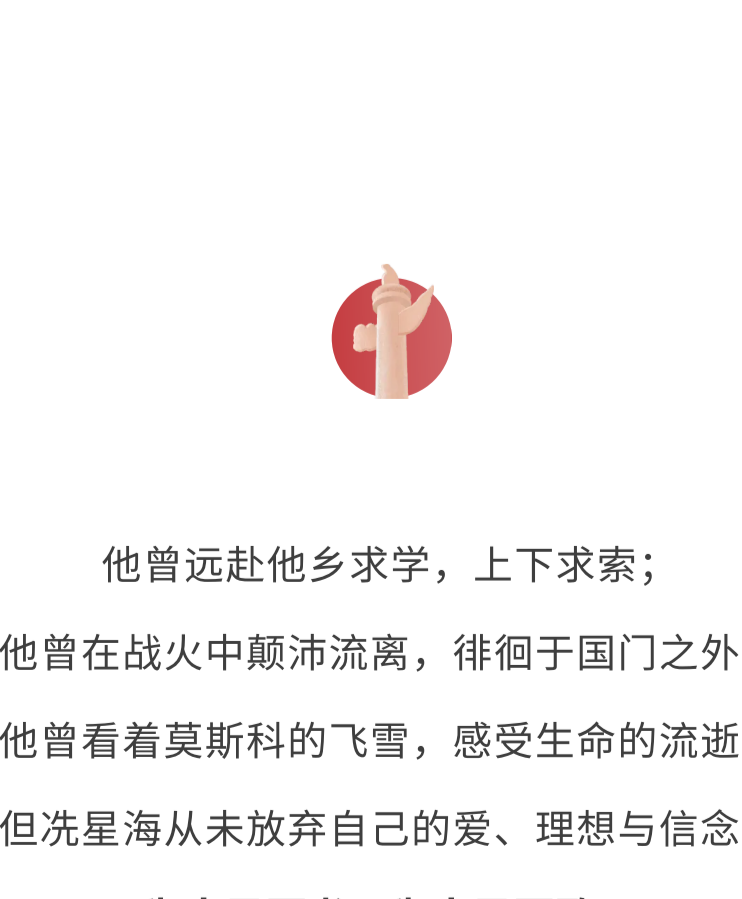 他曾远赴他乡求学，上下求索；
他曾在战火中颠沛流离，徘徊于国门之外
他曾看着莫斯科的飞雪，感受生命的流逝
但冼星海从未放弃自己的爱、理想与信念